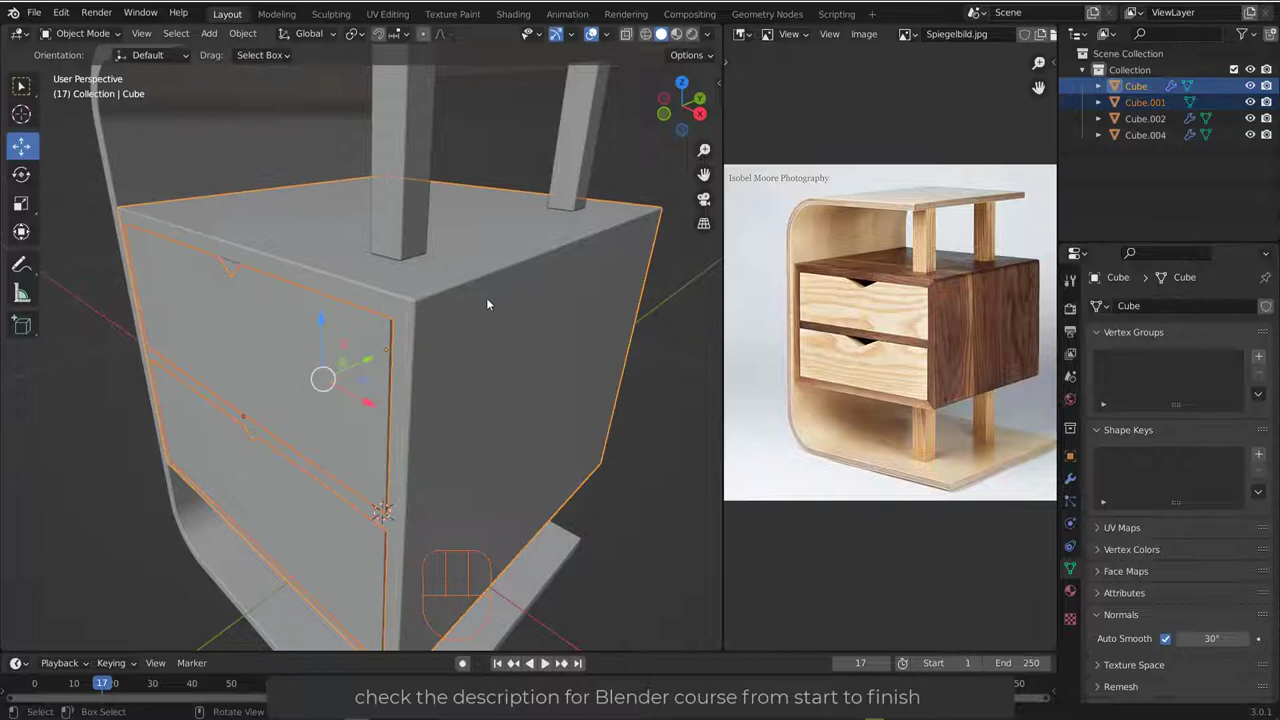 File Edit Render Window Help Layout Modeling Sculpting UV Editing Texture Paint Shading Animation Rendering Compositing Geometry Nodes Scripting + Scene ViewLayer
Object Mode View Select Add Object Global View View Image Spiegelbild.jpg
Orientation: Default Drag: Select Box Options
Scene Collection
Collection
Cube
Cube.001
Cube.002
Cube.004
User Perspective
(17) Collection | Cube
Z
Y
X
Isobel Moore Photography
Cube Cube
Cube
Vertex Groups
Shape Keys
UV Maps
Vertex Colors
Face Maps
Attributes
Normals
Auto Smooth 30°
Texture Space
Remesh
Playback Keying View Marker 17 Start 1 End 250
0 17 20 30 40 50 50
check the description for Blender course from start to finish
Select Box Select Rotate View 3.0.1